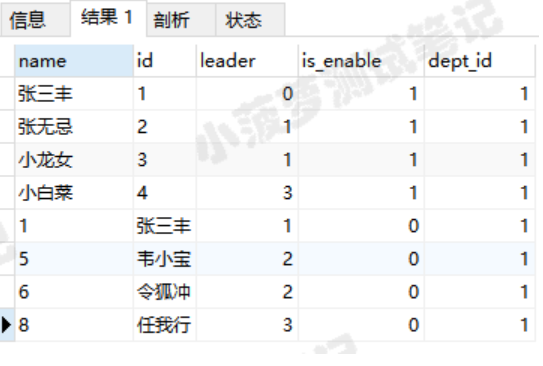 信息 结果 1 剖析 状态
name id leader is_enable dept_id
张三丰 1 0 1 1
张无忌 2 1 1 1
小龙女 3 1 1 1
小白菜 4 3 1 1
1 张三丰 1 0 1
5 韦小宝 2 0 1
6 令狐冲 2 0 1
8 任我行 3 0 1
小菠萝测试笔记
记